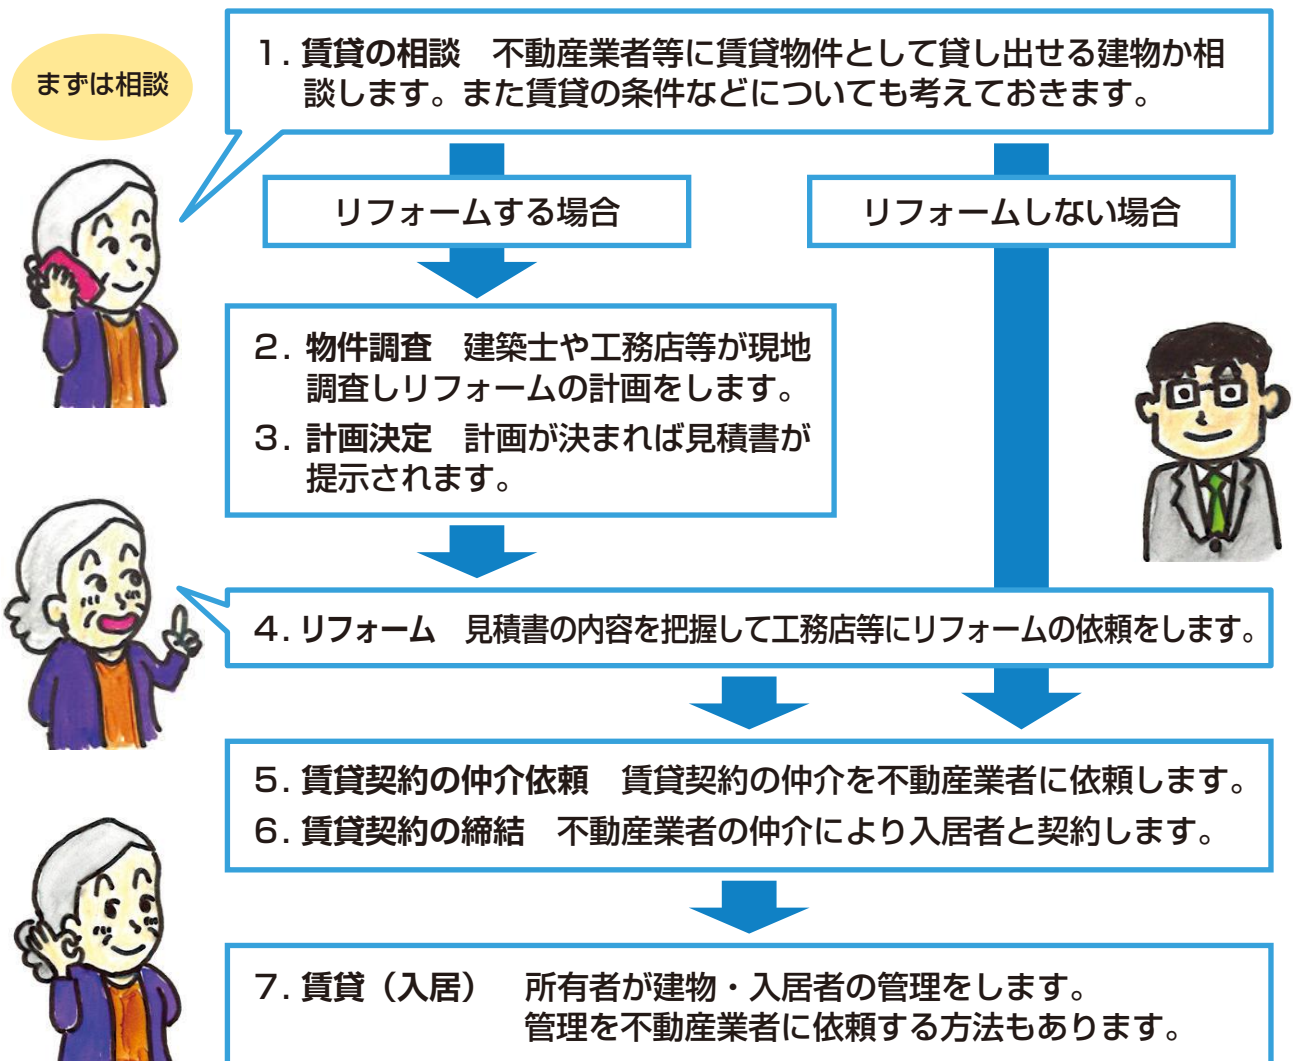 まずは相談
1. 賃貸の相談　不動産業者等に賃貸物件として貸し出せる建物か相
談します。また賃貸の条件などについても考えておきます。
リフォームする場合
リフォームしない場合
2. 物件調査　建築士や工務店等が現地
調査しリフォームの計画をします。
3. 計画決定　計画が決まれば見積書が
提示されます。
4. リフォーム　見積書の内容を把握して工務店等にリフォームの依頼をします。
5. 賃貸契約の仲介依頼　賃貸契約の仲介を不動産業者に依頼します。
6. 賃貸契約の締結　不動産業者の仲介により入居者と契約します。
7. 賃貸（入居）　所有者が建物・入居者の管理をします。
管理を不動産業者に依頼する方法もあります。